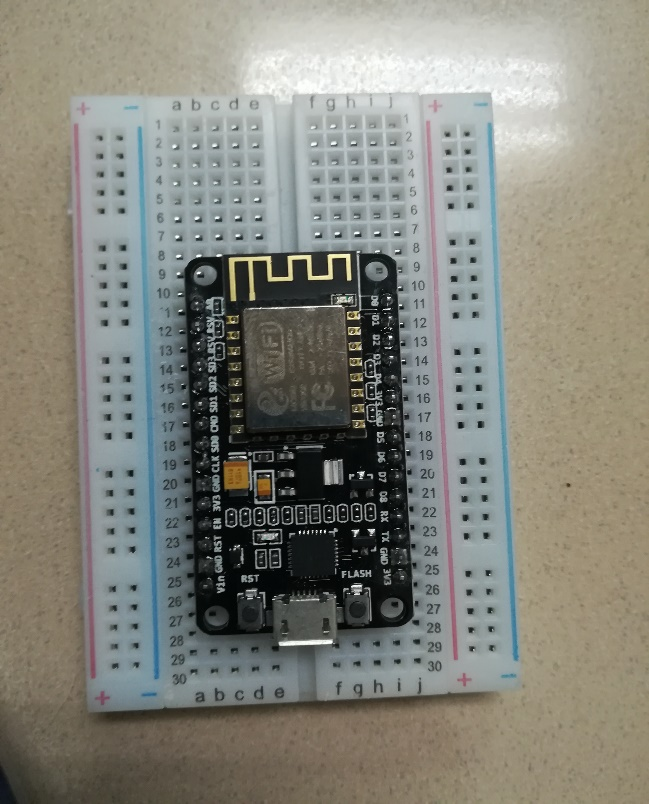 + − a b c d e f g h i j + −
1 1
2 2
3 3
4 4
5 5
6 6
7 7
8 8
9 9
10 10
11 11
12 12
13 13
14 14
15 15
16 16
17 17
18 18
19 19
20 20
21 21
22 22
23 23
24 24
25 25
26 26
27 27
28 28
29 29
30 30
+ − a b c d e f g h i j + −
WiFi
FC
A0
RSV
RSV
SD3
SD2
SD1
CMD
SD0
CLK
GND
3V3
EN
RST
GND
Vin
D0
D1
D2
D3
D4
3V3
GND
D5
D6
D7
D8
RX
TX
GND
3V3
RST
FLASH